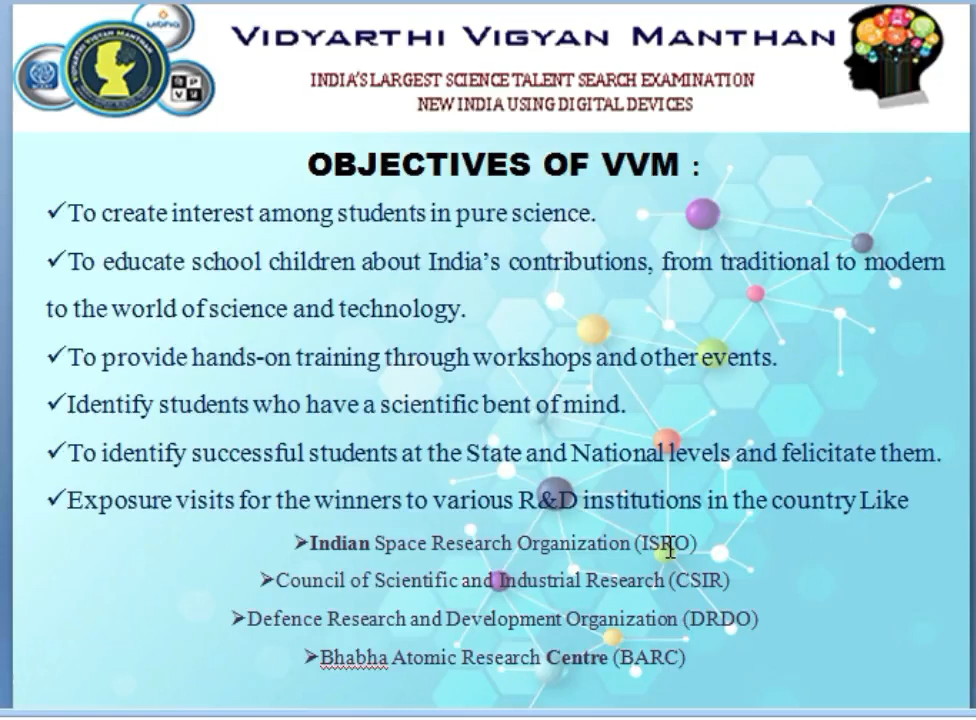 VIDYARTHI VIGYAN MANTHAN
INDIA'S LARGEST SCIENCE TALENT SEARCH EXAMINATION
NEW INDIA USING DIGITAL DEVICES
OBJECTIVES OF VVM :
✓To create interest among students in pure science.
✓To educate school children about India's contributions, from traditional to modern
to the world of science and technology.
✓To provide hands-on training through workshops and other events.
✓Identify students who have a scientific bent of mind.
✓To identify successful students at the State and National levels and felicitate them.
✓Exposure visits for the winners to various R&D institutions in the country Like
➢Indian Space Research Organization (ISRO)
➢Council of Scientific and Industrial Research (CSIR)
➢Defence Research and Development Organization (DRDO)
➢Bhabha Atomic Research Centre (BARC)